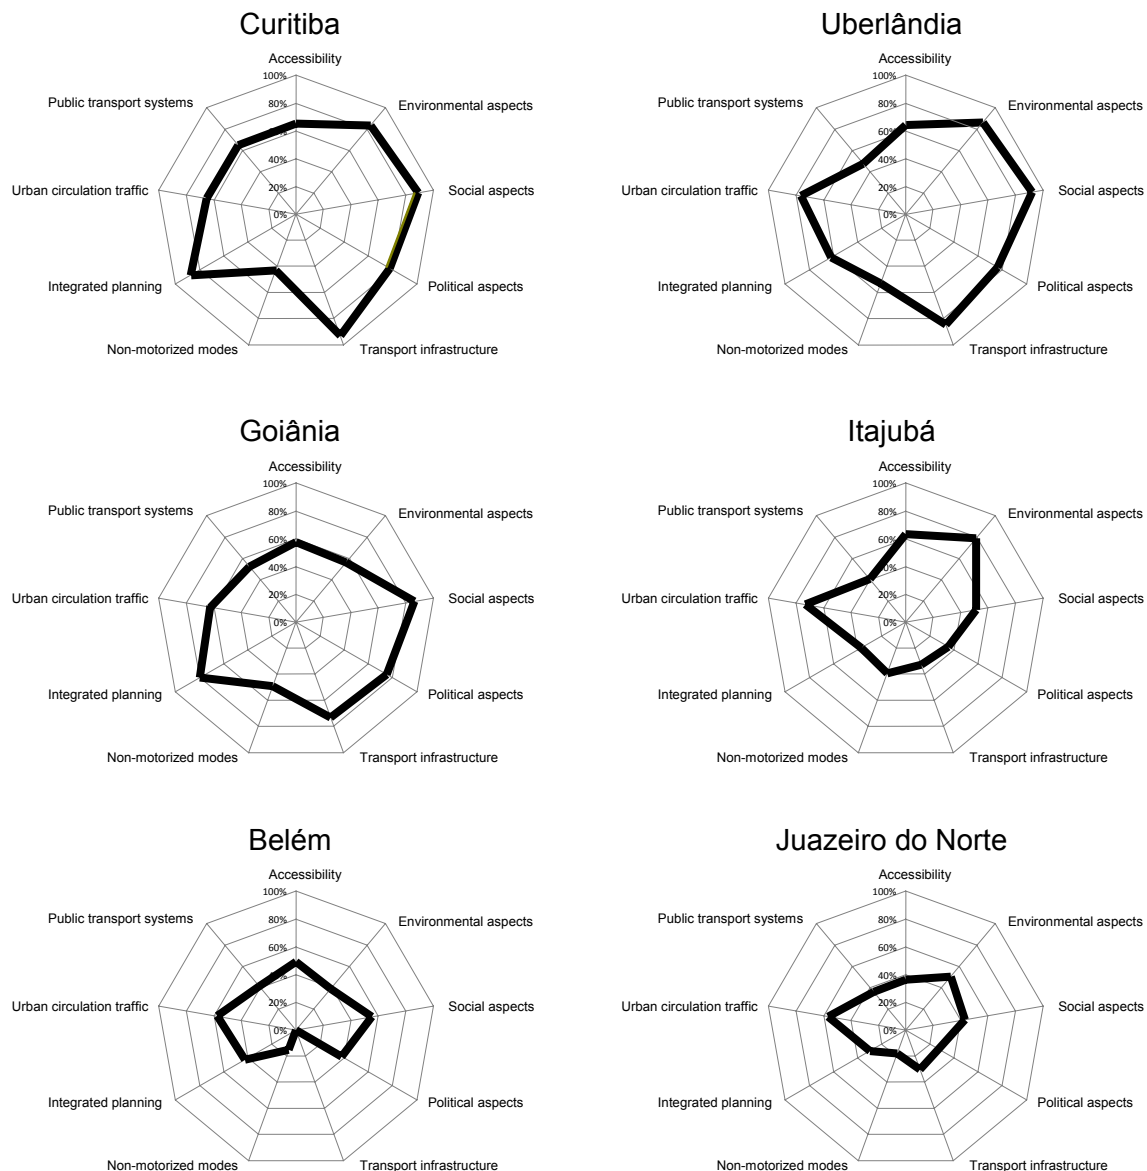 Curitiba
Accessibility
100%
Public transport systems
Environmental aspects
80%
60%
Urban circulation traffic
Social aspects
40%
20%
0%
Integrated planning
Political aspects
Non-motorized modes
Transport infrastructure
Uberlândia
Accessibility
100%
Public transport systems
Environmental aspects
80%
60%
Urban circulation traffic
Social aspects
40%
20%
0%
Integrated planning
Political aspects
Non-motorized modes
Transport infrastructure
Goiânia
Accessibility
100%
Public transport systems
Environmental aspects
80%
60%
Urban circulation traffic
Social aspects
40%
20%
0%
Integrated planning
Political aspects
Non-motorized modes
Transport infrastructure
Itajubá
Accessibility
100%
Public transport systems
Environmental aspects
80%
60%
Urban circulation traffic
Social aspects
40%
20%
0%
Integrated planning
Political aspects
Non-motorized modes
Transport infrastructure
Belém
Accessibility
100%
Public transport systems
Environmental aspects
80%
60%
Urban circulation traffic
Social aspects
40%
20%
0%
Integrated planning
Political aspects
Non-motorized modes
Transport infrastructure
Juazeiro do Norte
Accessibility
100%
Public transport systems
Environmental aspects
80%
60%
Urban circulation traffic
Social aspects
40%
20%
0%
Integrated planning
Political aspects
Non-motorized modes
Transport infrastructure